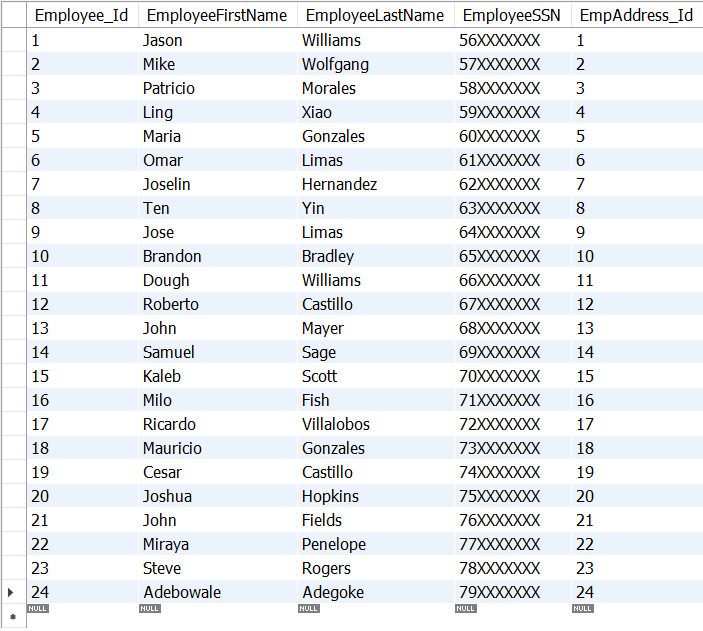 Employee_Id EmployeeFirstName EmployeeLastName EmployeeSSN EmpAddress_Id
1 Jason Williams 56XXXXXXX 1
2 Mike Wolfgang 57XXXXXXX 2
3 Patricio Morales 58XXXXXXX 3
4 Ling Xiao 59XXXXXXX 4
5 Maria Gonzales 60XXXXXXX 5
6 Omar Limas 61XXXXXXX 6
7 Joselin Hernandez 62XXXXXXX 7
8 Ten Yin 63XXXXXXX 8
9 Jose Limas 64XXXXXXX 9
10 Brandon Bradley 65XXXXXXX 10
11 Dough Williams 66XXXXXXX 11
12 Roberto Castillo 67XXXXXXX 12
13 John Mayer 68XXXXXXX 13
14 Samuel Sage 69XXXXXXX 14
15 Kaleb Scott 70XXXXXXX 15
16 Milo Fish 71XXXXXXX 16
17 Ricardo Villalobos 72XXXXXXX 17
18 Mauricio Gonzales 73XXXXXXX 18
19 Cesar Castillo 74XXXXXXX 19
20 Joshua Hopkins 75XXXXXXX 20
21 John Fields 76XXXXXXX 21
22 Miraya Penelope 77XXXXXXX 22
23 Steve Rogers 78XXXXXXX 23
24 Adebowale Adegoke 79XXXXXXX 24
NULL NULL NULL NULL NULL